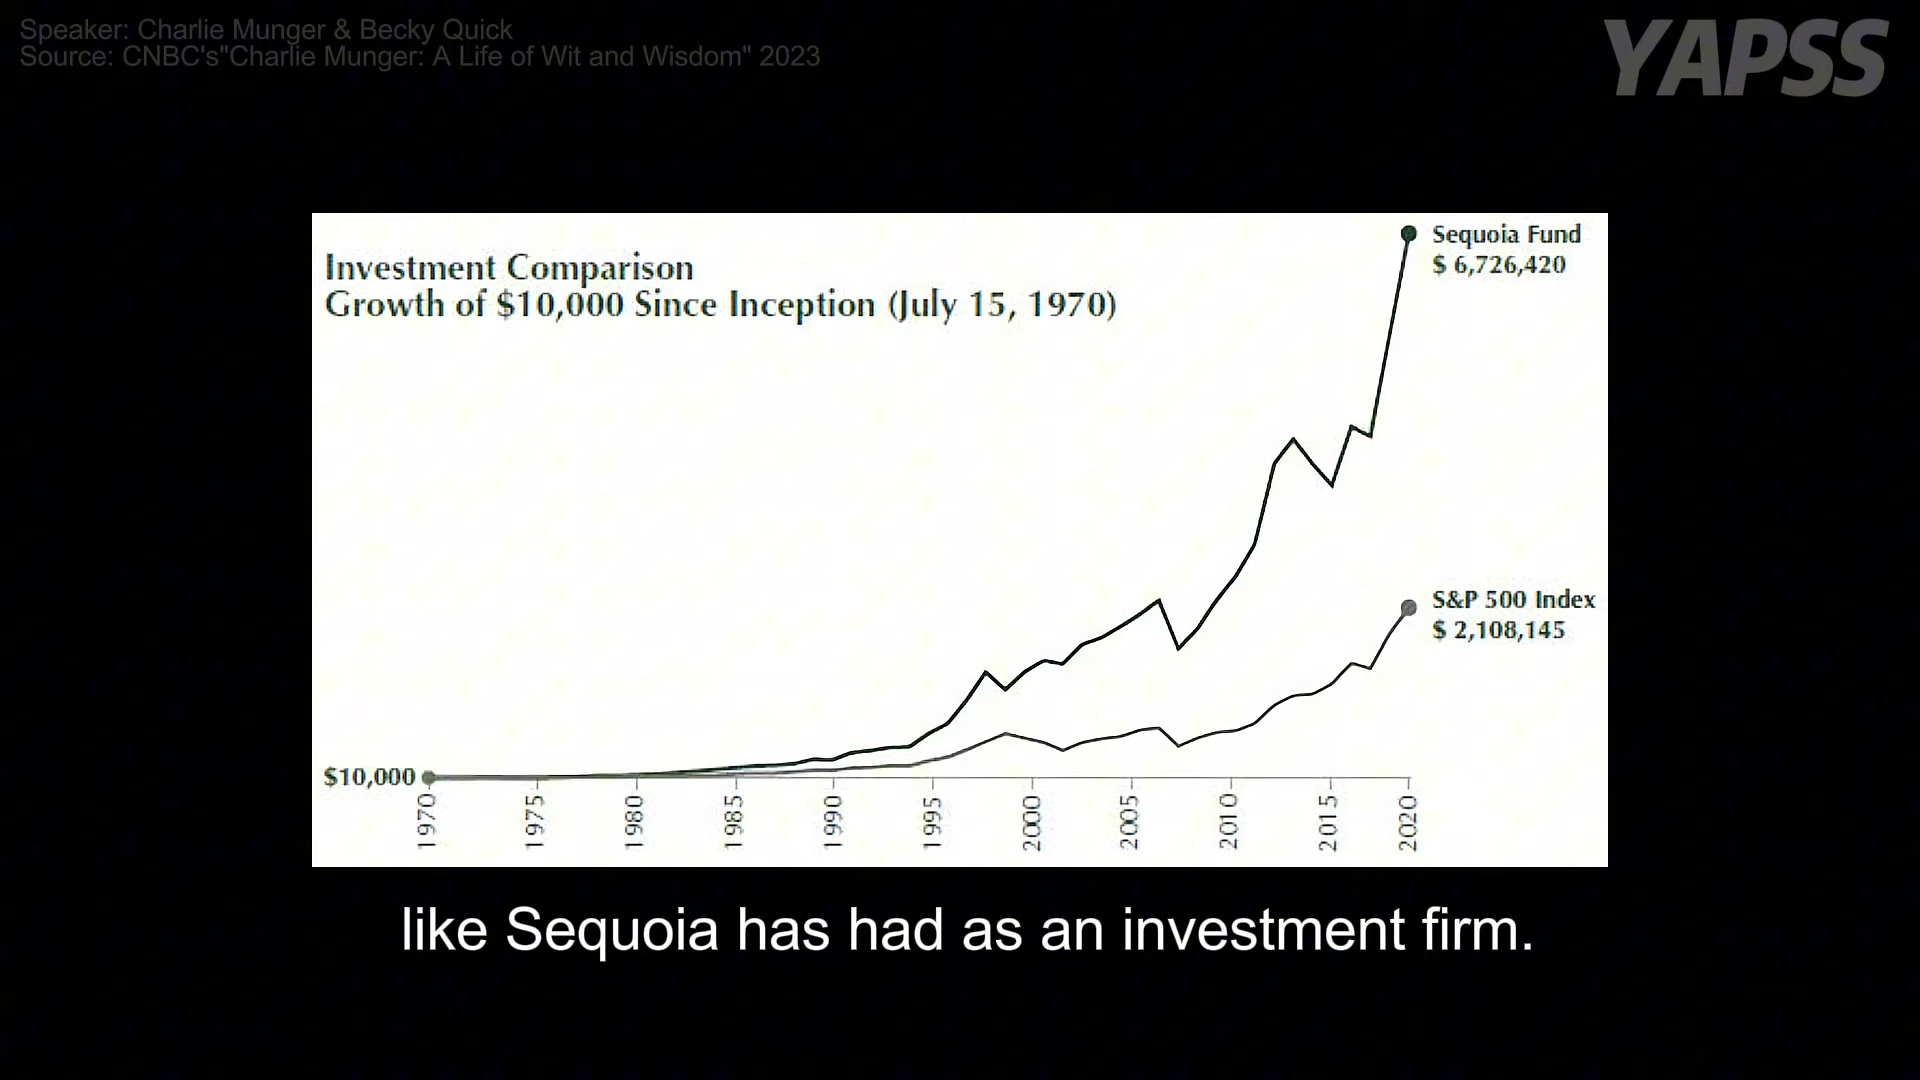 Speaker: Charlie Munger & Becky Quick
Source: CNBC's"Charlie Munger: A Life of Wit and Wisdom" 2023
YAPSS
Investment Comparison
Growth of $10,000 Since Inception (July 15, 1970)
Sequoia Fund
$ 6,726,420
S&P 500 Index
$ 2,108,145
$10,000
1970
1975
1980
1985
1990
1995
2000
2005
2010
2015
2020
like Sequoia has had as an investment firm.